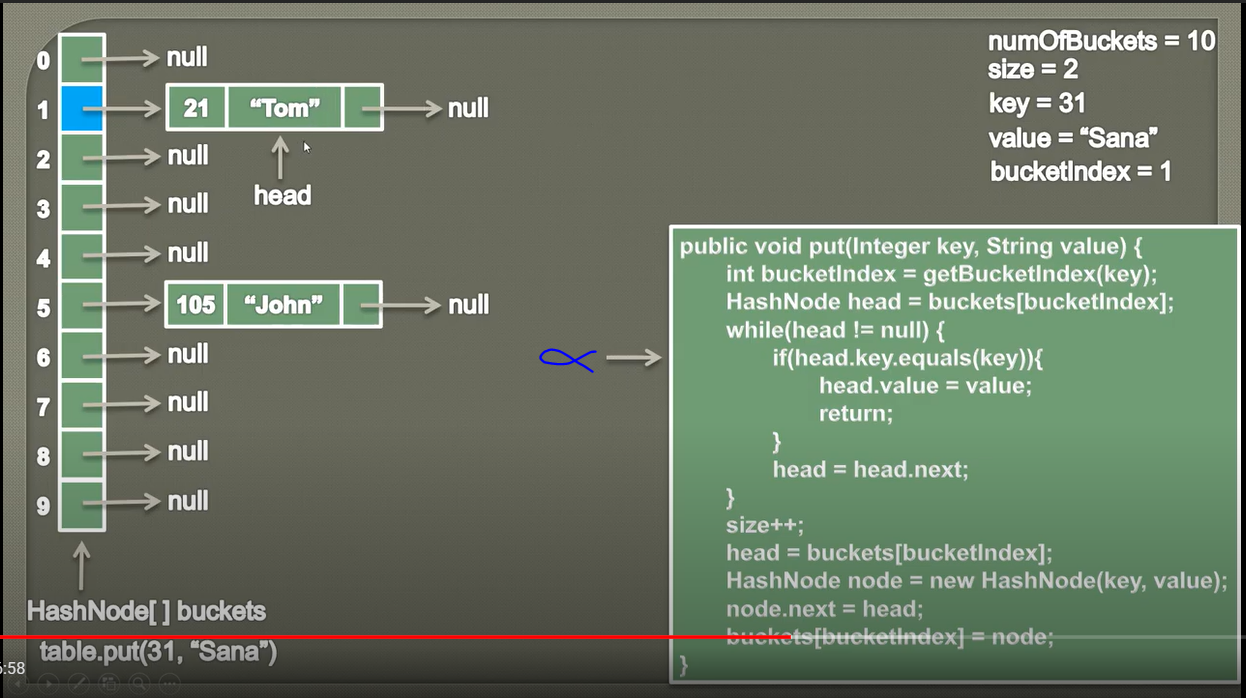 0 null
1 21 “Tom” null
2 null
head
3 null
4 null
5 105 “John” null
6 null
7 null
8 null
9 null
HashNode[ ] buckets
table.put(31, “Sana”)
numOfBuckets = 10
size = 2
key = 31
value = “Sana”
bucketIndex = 1
public void put(Integer key, String value) {
int bucketIndex = getBucketIndex(key);
HashNode head = buckets[bucketIndex];
while(head != null) {
if(head.key.equals(key)){
head.value = value;
return;
}
head = head.next;
}
size++;
head = buckets[bucketIndex];
HashNode node = new HashNode(key, value);
node.next = head;
buckets[bucketIndex] = node;
}
:58